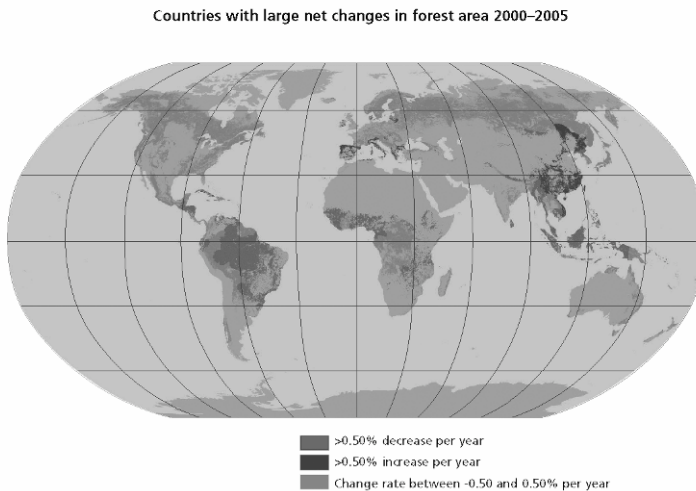 Countries with large net changes in forest area 2000–2005
>0.50% decrease per year
>0.50% increase per year
Change rate between -0.50 and 0.50% per year